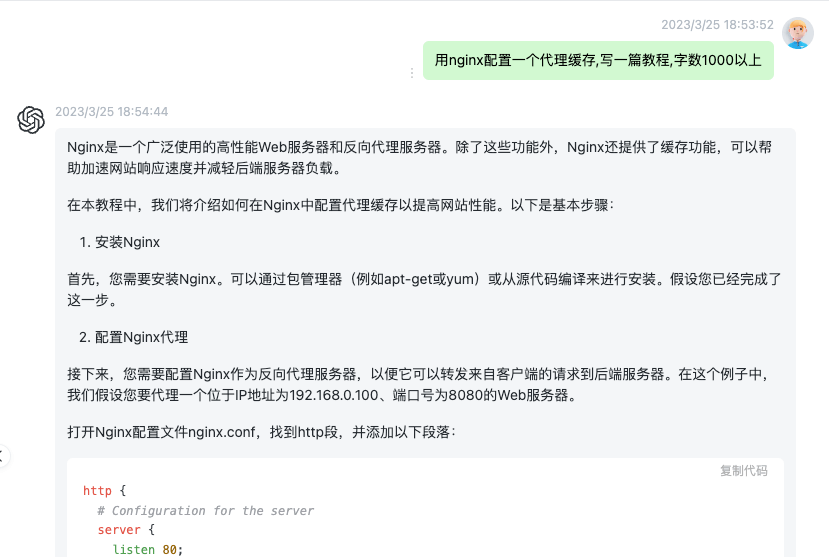 2023/3/25 18:53:52
用nginx配置一个代理缓存,写一篇教程,字数1000以上
2023/3/25 18:54:44
Nginx是一个广泛使用的高性能Web服务器和反向代理服务器。除了这些功能外，Nginx还提供了缓存功能，可以帮
助加速网站响应速度并减轻后端服务器负载。
在本教程中，我们将介绍如何在Nginx中配置代理缓存以提高网站性能。以下是基本步骤：
1. 安装Nginx
首先，您需要安装Nginx。可以通过包管理器（例如apt-get或yum）或从源代码编译来进行安装。假设您已经完成了
这一步。
2. 配置Nginx代理
接下来，您需要配置Nginx作为反向代理服务器，以便它可以转发来自客户端的请求到后端服务器。在这个例子中，
我们假设您要代理一个位于IP地址为192.168.0.100、端口号为8080的Web服务器。
打开Nginx配置文件nginx.conf，找到http段，并添加以下段落：
复制代码
http {
# Configuration for the server
server {
listen 80;